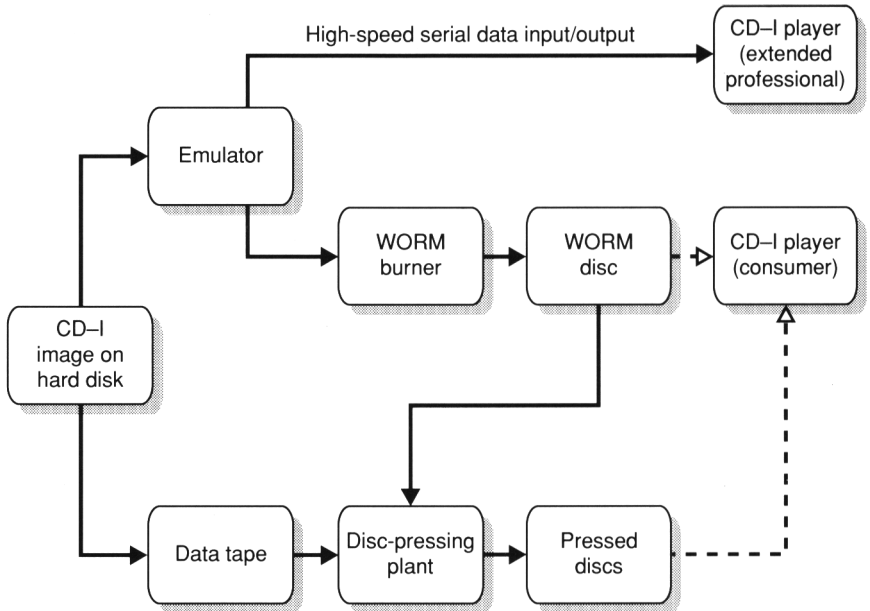 High-speed serial data input/output
CD–I player
(extended
professional)
Emulator
WORM
burner
WORM
disc
CD–I player
(consumer)
CD–I
image on
hard disk
Data tape
Disc-pressing
plant
Pressed
discs